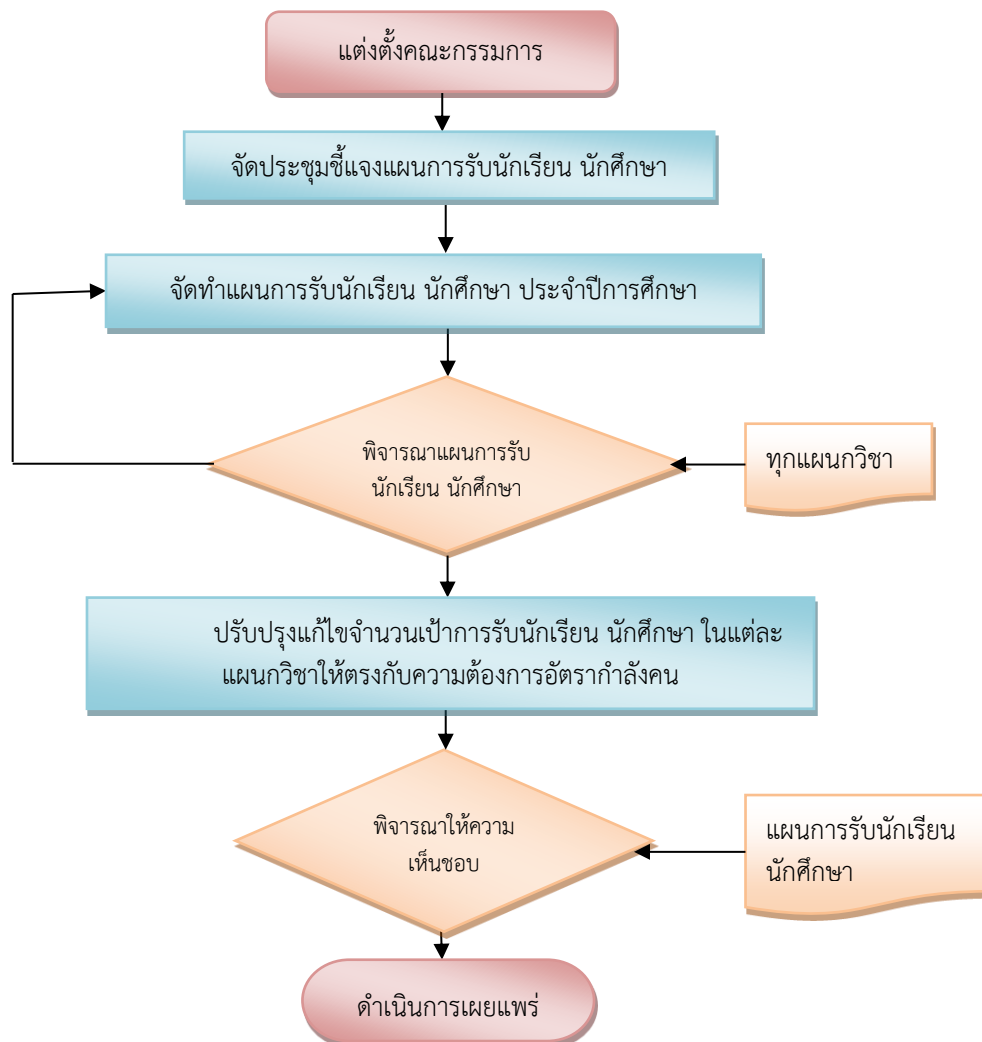 แต่งตั้งคณะกรรมการ
จัดประชุมชี้แจงแผนการรับนักเรียน นักศึกษา
จัดทำแผนการรับนักเรียน นักศึกษา ประจำปีการศึกษา
พิจารณาแผนการรับ
นักเรียน นักศึกษา
ทุกแผนกวิชา
ปรับปรุงแก้ไขจำนวนเป้าการรับนักเรียน นักศึกษา ในแต่ละ
แผนกวิชาให้ตรงกับความต้องการอัตรากำลังคน
พิจารณาให้ความ
เห็นชอบ
แผนการรับนักเรียน
นักศึกษา
ดำเนินการเผยแพร่